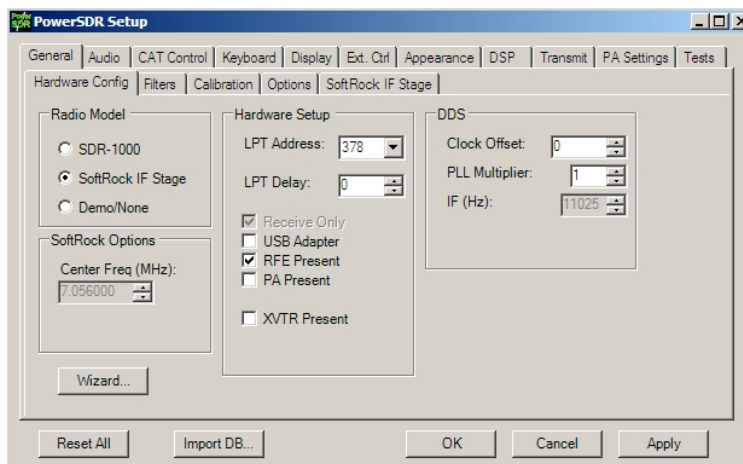 Power SDR PowerSDR Setup
General Audio CAT Control Keyboard Display Ext. Ctrl Appearance DSP Transmit PA Settings Tests
Hardware Config Filters Calibration Options SoftRock IF Stage
Radio Model
SDR-1000
SoftRock IF Stage
Demo/None
SoftRock Options
Center Freq (MHz):
7.056000
Wizard...
Hardware Setup
LPT Address: 378
LPT Delay: 0
Receive Only
USB Adapter
RFE Present
PA Present
XVTR Present
DDS
Clock Offset: 0
PLL Multiplier: 1
IF (Hz): 11025
Reset All Import DB... OK Cancel Apply